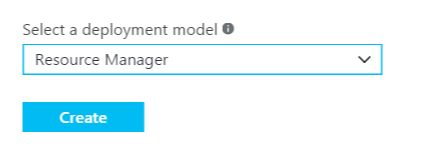 Select a deployment model
Resource Manager
Create